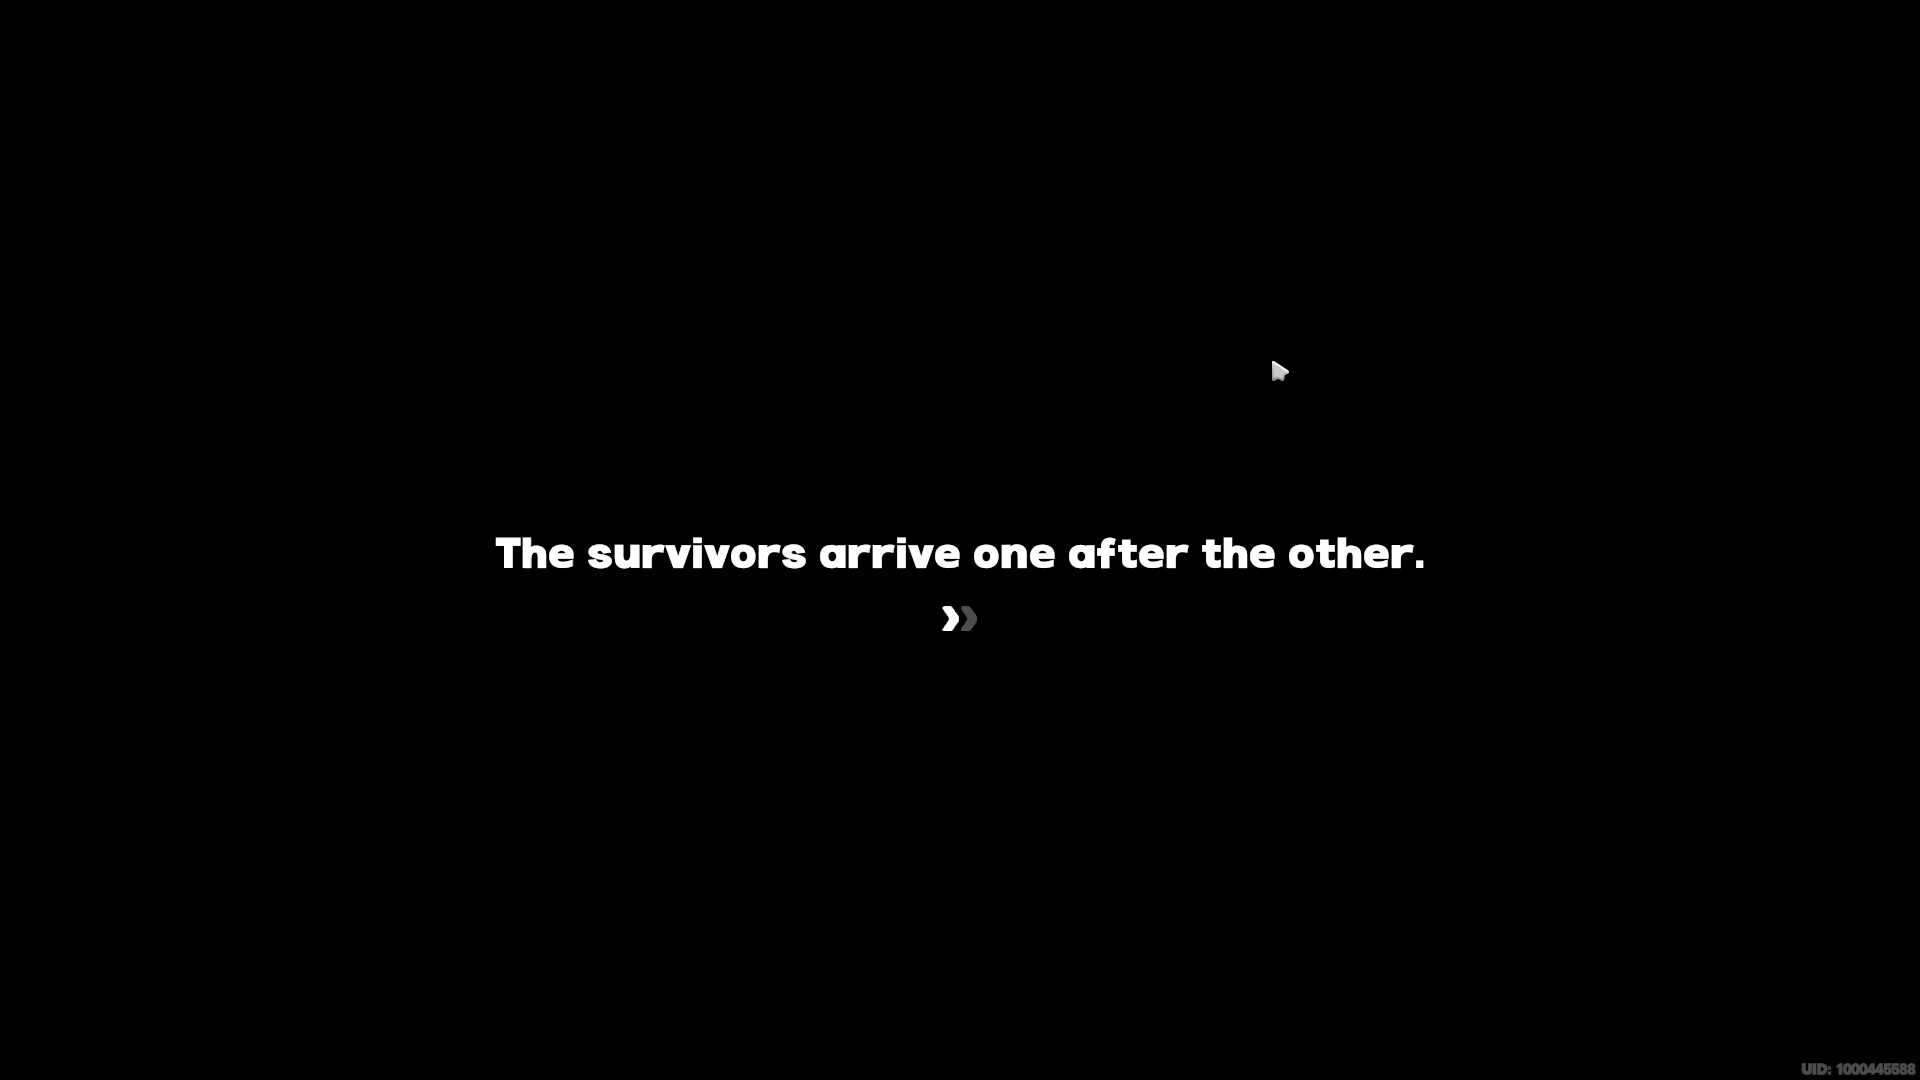 The survivors arrive one after the other.
UID: 1000445588